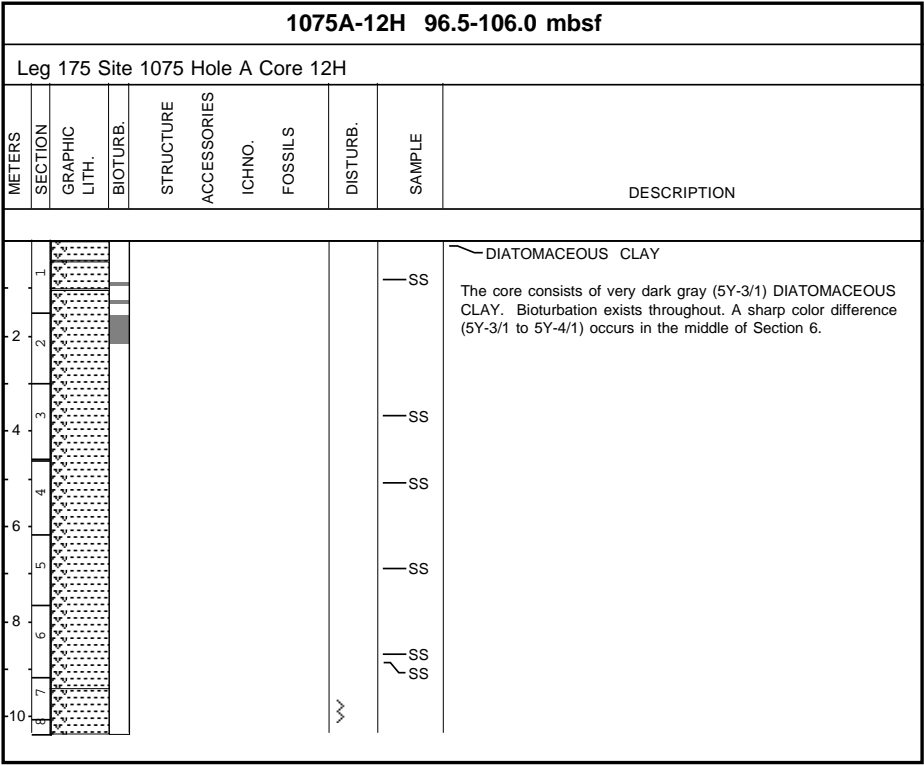 1075A-12H 96.5-106.0 mbsf
Leg 175 Site 1075 Hole A Core 12H
METERS
SECTION
GRAPHIC
LITH.
BIOTURB.
STRUCTURE
ACCESSORIES
ICHNO.
FOSSILS
DISTURB.
SAMPLE
DESCRIPTION
DIATOMACEOUS CLAY
1
SS
The core consists of very dark gray (5Y-3/1) DIATOMACEOUS
CLAY. Bioturbation exists throughout. A sharp color difference
(5Y-3/1 to 5Y-4/1) occurs in the middle of Section 6.
2
2
3
SS
4
4
SS
6
5
SS
8
6
SS
SS
7
10
8